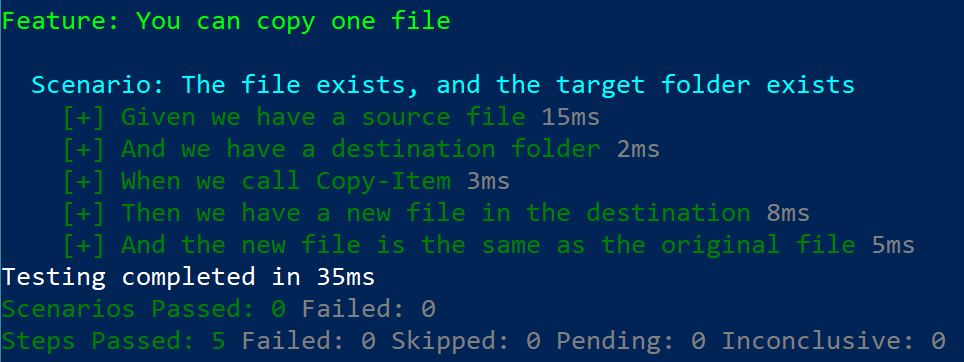 Feature: You can copy one file
Scenario: The file exists, and the target folder exists
[+] Given we have a source file 15ms
[+] And we have a destination folder 2ms
[+] When we call Copy-Item 3ms
[+] Then we have a new file in the destination 8ms
[+] And the new file is the same as the original file 5ms
Testing completed in 35ms
Scenarios Passed: 0 Failed: 0
Steps Passed: 5 Failed: 0 Skipped: 0 Pending: 0 Inconclusive: 0